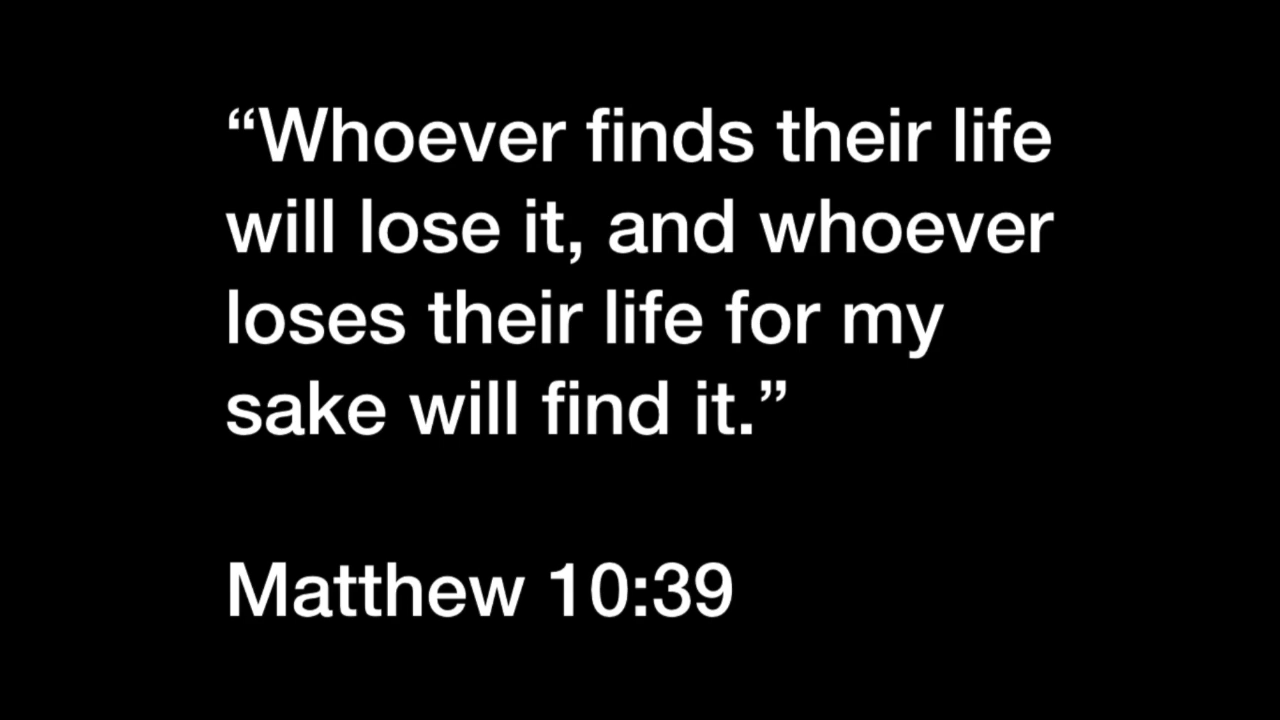 “Whoever finds their life
will lose it, and whoever
loses their life for my
sake will find it.”
Matthew 10:39